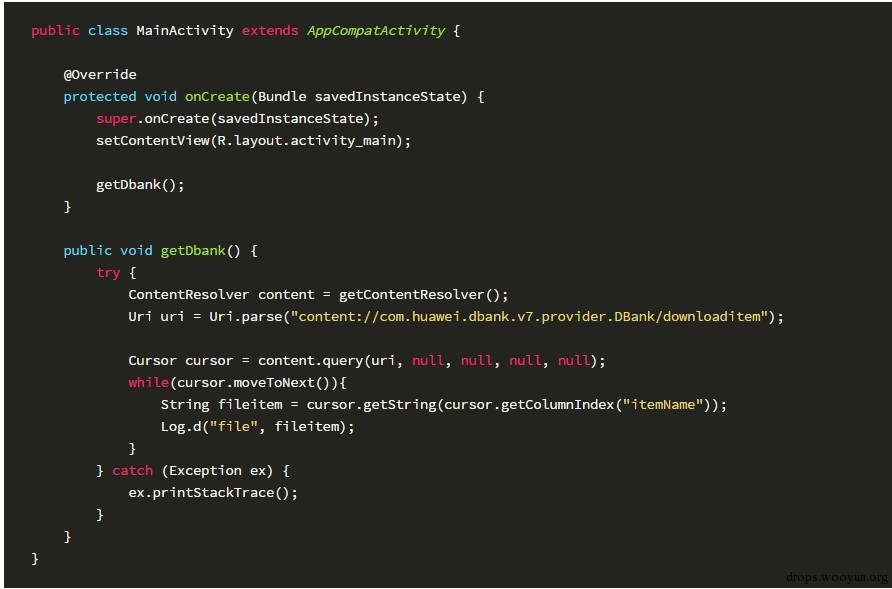 public class MainActivity extends AppCompatActivity {
@Override
protected void onCreate(Bundle savedInstanceState) {
super.onCreate(savedInstanceState);
setContentView(R.layout.activity_main);
getDbank();
}
public void getDbank() {
try {
ContentResolver content = getContentResolver();
Uri uri = Uri.parse("content://com.huawei.dbank.v7.provider.DBank/downloaditem");
Cursor cursor = content.query(uri, null, null, null, null);
while(cursor.moveToNext()){
String fileitem = cursor.getString(cursor.getColumnIndex("itemName"));
Log.d("file", fileitem);
}
} catch (Exception ex) {
ex.printStackTrace();
}
}
}
drops.wooyun.org